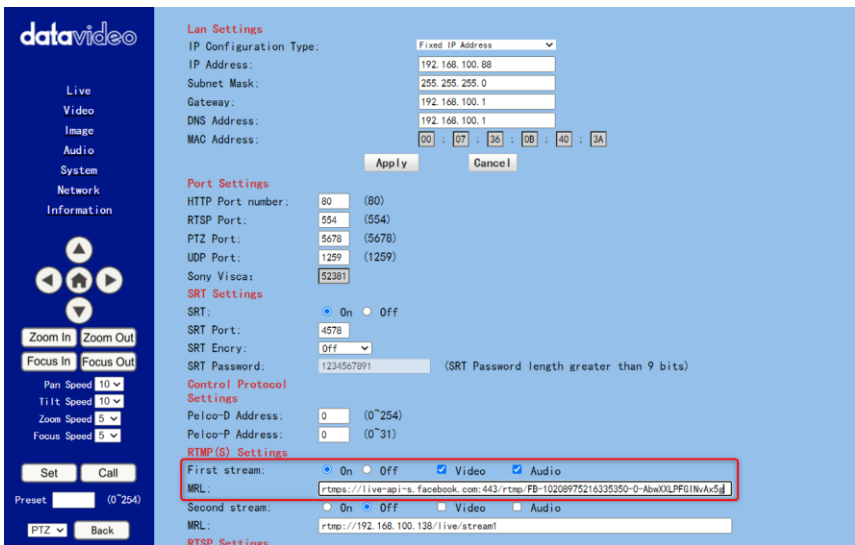 datavideo
Live
Video
Image
Audio
System
Network
Information
Zoom In Zoom Out
Focus In Focus Out
Pan Speed 10
Tilt Speed 10
Zoom Speed 5
Focus Speed 5
Set Call
Preset (0~254)
PTZ Back
Lan Settings
IP Configuration Type: Fixed IP Address
IP Address: 192.168.100.88
Subnet Mask: 255.255.255.0
Gateway: 192.168.100.1
DNS Address: 192.168.100.1
MAC Address: 00 : 07 : 36 : 0B : 40 : 3A
Apply Cancel
Port Settings
HTTP Port number: 80 (80)
RTSP Port: 554 (554)
PTZ Port: 5678 (5678)
UDP Port: 1259 (1259)
Sony Visca: 52381
SRT Settings
SRT: On Off
SRT Port: 4578
SRT Encry: Off
SRT Password: 1234567891 (SRT Password length greater than 9 bits)
Control Protocol
Settings
Pelco-D Address: 0 (0~254)
Pelco-P Address: 0 (0~31)
RTMP(S) Settings
First stream: On Off Video Audio
MRL: rtmps://live-api-s.facebook.com:443/rtmp/FB-10208975216335350-0-AbwXXLPFGlNvAx5g
Second stream: On Off Video Audio
MRL: rtmp://192.168.100.138/live/stream1
RTSP Settings